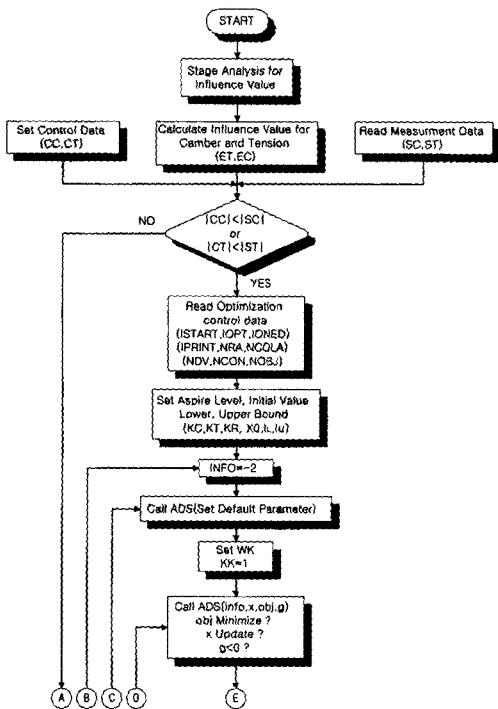 START
Stage Analysis for
Influence Value
Set Control Data
(CC,CT)
Calculate Influence Value for
Camber and Tension
(ET,EC)
Read Measurment Data
(SC,ST)
NO
{CC}<{SC}
or
{CT}<{ST}
YES
Read Optimization
control data
(ISTART,IOPT,IONED)
(IPRINT,NRA,NCOLA)
(NDV,NCON,NOBJ)
Set Aspire Level, Initial Value
Lower, Upper Bound
(KC,KT,KR, X0,IL,Iu)
INFO=-2
Call ADS(Set Default Parameter)
Set WK
KK=1
Call ADS(info,x,obj,g)
obj Minimize ?
x Update ?
g<0 ?
A B C D E